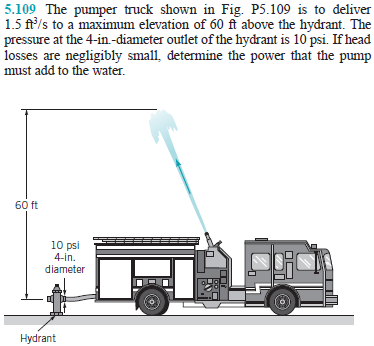 5.109 The pumper truck shown in Fig. P5.109 is to deliver
1.5 ft³/s to a maximum elevation of 60 ft above the hydrant. The
pressure at the 4-in.-diameter outlet of the hydrant is 10 psi. If head
losses are negligibly small, determine the power that the pump
must add to the water.
60 ft
10 psi
4-in.
diameter
Hydrant